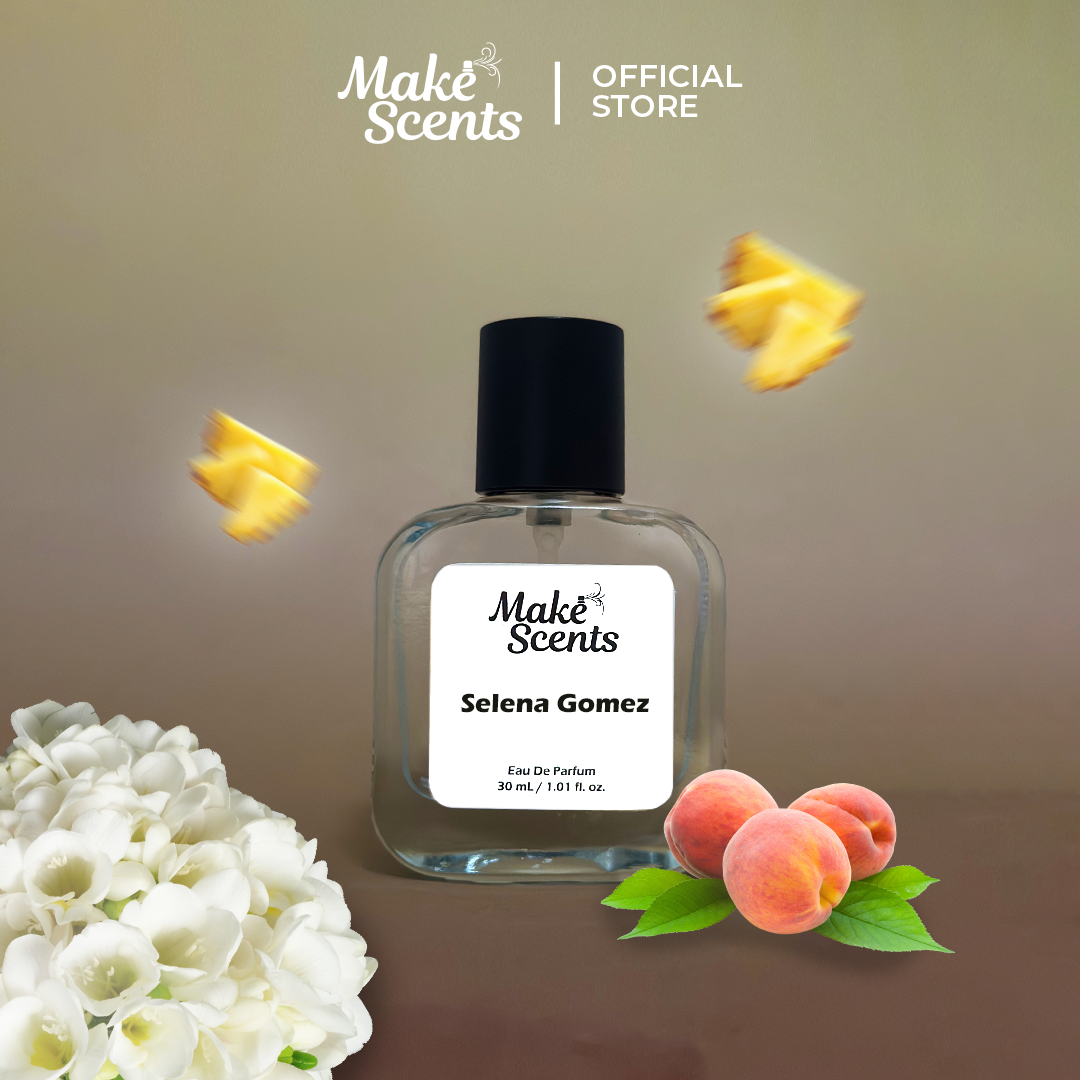 Make
Scents
OFFICIAL
STORE
Make
Scents
Selena Gomez
Eau De Parfum
30 mL / 1.01 fl. oz.